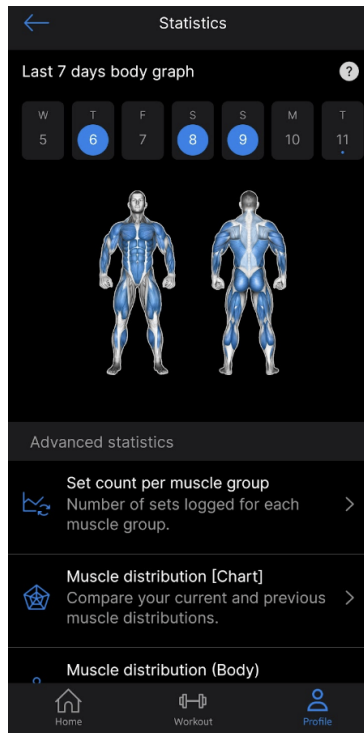 Statistics
Last 7 days body graph ?
W T F S S M T
5 6 7 8 9 10 11
Advanced statistics
Set count per muscle group
Number of sets logged for each
muscle group.
Muscle distribution [Chart]
Compare your current and previous
muscle distributions.
Muscle distribution (Body)
Home Workout Profile